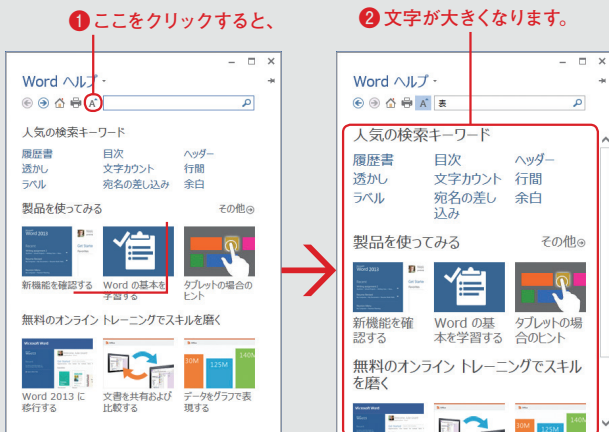 ❶ここをクリックすると、
Word ヘルプ
A
人気の検索キーワード
履歴書 目次 ヘッダー
透かし 文字カウント 行間
ラベル 宛名の差し込み 余白
製品を使ってみる その他
Word 2013
新機能を確認する Word の基本を学習する タブレットの場合のヒント
無料のオンライン トレーニングでスキルを磨く
Microsoft Word
30M 125M 140M
Word 2013 に移行する 文書を共有および比較する データをグラフで表現する
❷文字が大きくなります。
Word ヘルプ
A 表
人気の検索キーワード
履歴書 目次 ヘッダー
透かし 文字カウント 行間
ラベル 宛名の差し 余白
込み
製品を使ってみる その他
Word 2013
新機能を確 Word の基 タブレットの場
認する 本を学習する 合のヒント
無料のオンライン トレーニングでスキル
を磨く
Microsoft Word
30M 125M 140M